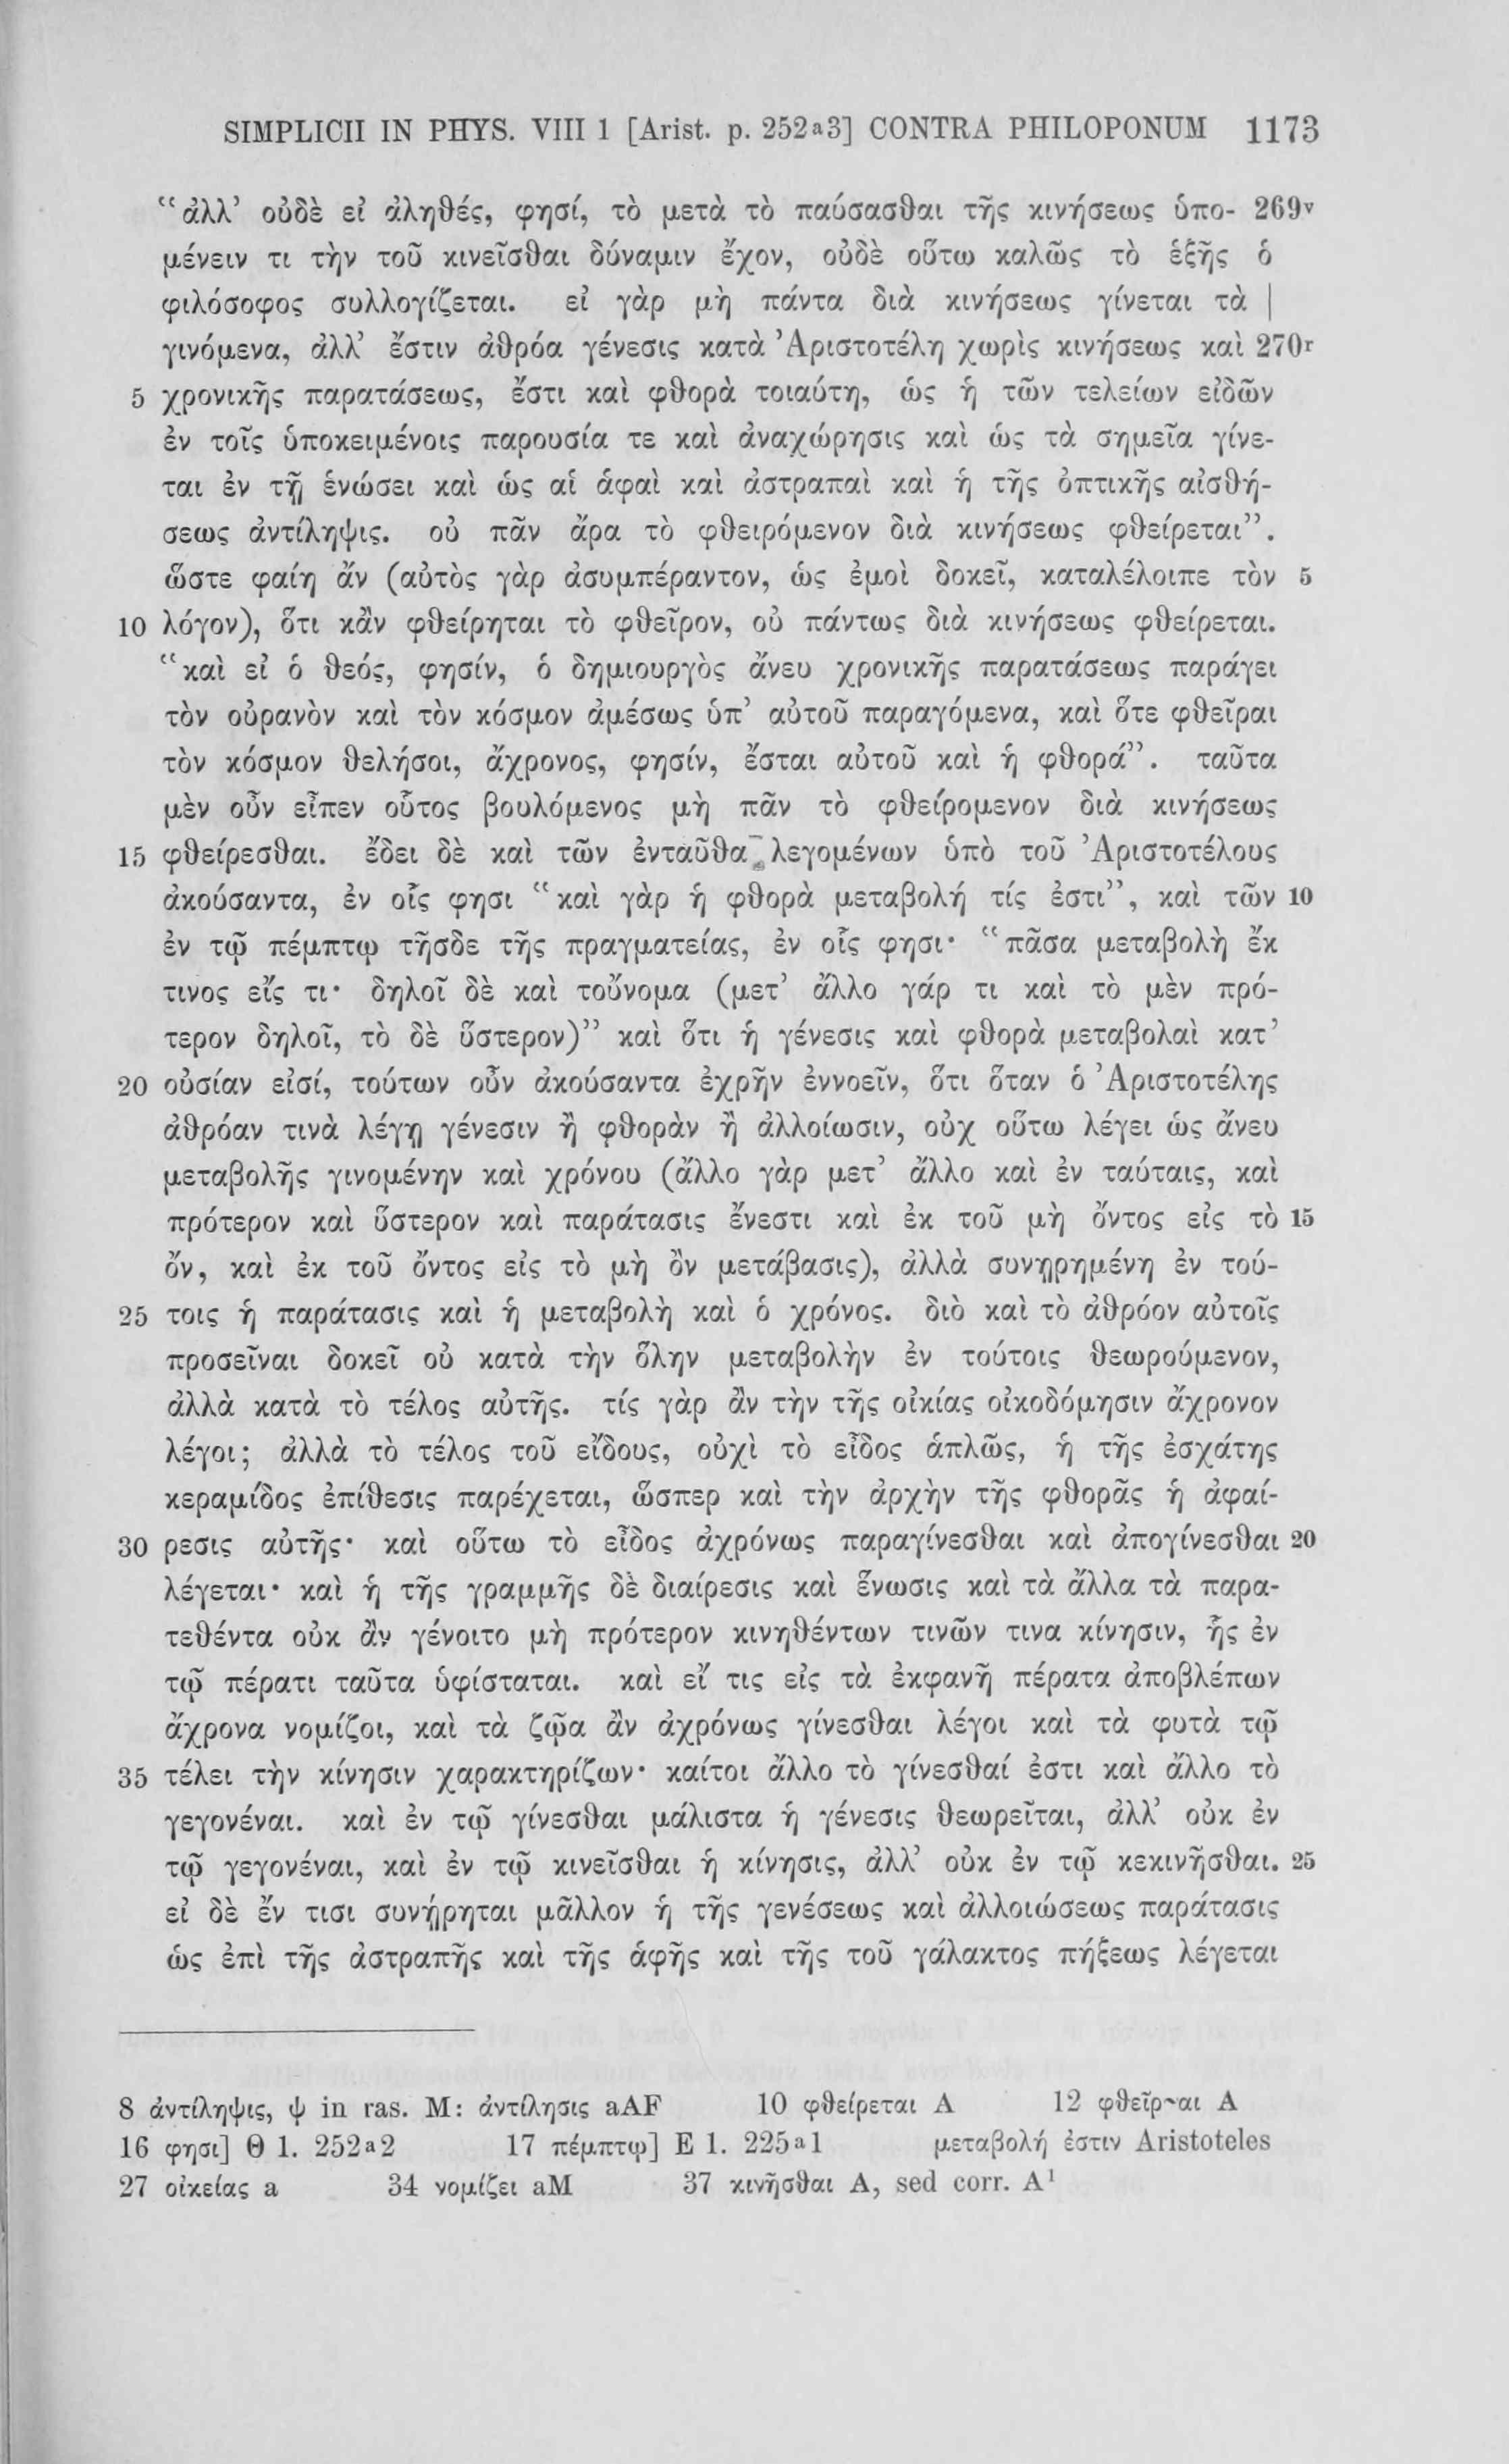 SIMPLICII IN PHYS. VIII 1 [Arist. p. 252ᵃ3] CONTRA PHILOPONUM 1173
“ἀλλ’ οὐδὲ εἰ ἀληθές, φησί, τὸ μετὰ τὸ παύσασθαι τῆς κινήσεως ὑπο- 269ᵛ
μένειν τι τὴν τοῦ κινεῖσθαι δύναμιν ἔχον, οὐδὲ οὕτω καλῶς τὸ ἑξῆς ὁ
φιλόσοφος συλλογίζεται. εἰ γὰρ μὴ πάντα διὰ κινήσεως γίνεται τὰ |
γινόμενα, ἀλλ’ ἔστιν ἀθρόα γένεσις κατὰ Ἀριστοτέλη χωρὶς κινήσεως καὶ 270ʳ
5 χρονικῆς παρατάσεως, ἔστι καὶ φθορὰ τοιαύτη, ὡς ἡ τῶν τελείων εἰδῶν
ἐν τοῖς ὑποκειμένοις παρουσία τε καὶ ἀναχώρησις καὶ ὡς τὰ σημεῖα γίνε-
ται ἐν τῇ ἑνώσει καὶ ὡς αἱ ἁφαὶ καὶ ἀστραπαὶ καὶ ἡ τῆς ὀπτικῆς αἰσθή-
σεως ἀντίληψις. οὐ πᾶν ἄρα τὸ φθειρόμενον διὰ κινήσεως φθείρεται”.
ὥστε φαίη ἄν (αὐτὸς γὰρ ἀσυμπέραντον, ὡς ἐμοὶ δοκεῖ, καταλέλοιπε τὸν 5
10 λόγον), ὅτι κἂν φθείρηται τὸ φθεῖρον, οὐ πάντως διὰ κινήσεως φθείρεται.
“καὶ εἰ ὁ θεός, φησίν, ὁ δημιουργὸς ἄνευ χρονικῆς παρατάσεως παράγει
τὸν οὐρανὸν καὶ τὸν κόσμον ἀμέσως ὑπ’ αὐτοῦ παραγόμενα, καὶ ὅτε φθεῖραι
τὸν κόσμον θελήσοι, ἄχρονος, φησίν, ἔσται αὐτοῦ καὶ ἡ φθορά”. ταῦτα
μὲν οὖν εἶπεν οὗτος βουλόμενος μὴ πᾶν τὸ φθείρομενον διὰ κινήσεως
15 φθείρεσθαι. ἔδει δὲ καὶ τῶν ἐνταῦθα λεγομένων ὑπὸ τοῦ Ἀριστοτέλους
ἀκούσαντα, ἐν οἷς φησι “καὶ γὰρ ἡ φθορὰ μεταβολή τίς ἐστι”, καὶ τῶν 10
ἐν τῷ πέμπτῳ τῆσδε τῆς πραγματείας, ἐν οἷς φησι· “πᾶσα μεταβολὴ ἔκ
τινος εἴς τι· δηλοῖ δὲ καὶ τοὔνομα (μετ’ ἄλλο γάρ τι καὶ τὸ μὲν πρό-
τερον δηλοῖ, τὸ δὲ ὕστερον)” καὶ ὅτι ἡ γένεσις καὶ φθορὰ μεταβολαὶ κατ’
20 οὐσίαν εἰσί, τούτων οὖν ἀκούσαντα ἐχρῆν ἐννοεῖν, ὅτι ὅταν ὁ Ἀριστοτέλης
ἀθρόαν τινὰ λέγῃ γένεσιν ἢ φθορὰν ἢ ἀλλοίωσιν, οὐχ οὕτω λέγει ὡς ἄνευ
μεταβολῆς γινομένην καὶ χρόνου (ἄλλο γὰρ μετ’ ἄλλο καὶ ἐν ταύταις, καὶ
πρότερον καὶ ὕστερον καὶ παράτασις ἔνεστι καὶ ἐκ τοῦ μὴ ὄντος εἰς τὸ 15
ὄν, καὶ ἐκ τοῦ ὄντος εἰς τὸ μὴ ὂν μετάβασις), ἀλλὰ συνῃρημένη ἐν τού-
25 τοις ἡ παράτασις καὶ ἡ μεταβολὴ καὶ ὁ χρόνος. διὸ καὶ τὸ ἀθρόον αὐτοῖς
προσεῖναι δοκεῖ οὐ κατὰ τὴν ὅλην μεταβολὴν ἐν τούτοις θεωρούμενον,
ἀλλὰ κατὰ τὸ τέλος αὐτῆς. τίς γὰρ ἂν τὴν τῆς οἰκίας οἰκοδόμησιν ἄχρονον
λέγοι; ἀλλὰ τὸ τέλος τοῦ εἴδους, οὐχὶ τὸ εἶδος ἁπλῶς, ἡ τῆς ἐσχάτης
κεραμίδος ἐπίθεσις παρέχεται, ὥσπερ καὶ τὴν ἀρχὴν τῆς φθορᾶς ἡ ἀφαί-
30 ρεσις αὐτῆς· καὶ οὕτω τὸ εἶδος ἀχρόνως παραγίνεσθαι καὶ ἀπογίνεσθαι 20
λέγεται· καὶ ἡ τῆς γραμμῆς δὲ διαίρεσις καὶ ἕνωσις καὶ τὰ ἄλλα τὰ παρα-
τεθέντα οὐκ ἂν γένοιτο μὴ πρότερον κινηθέντων τινῶν τινα κίνησιν, ἧς ἐν
τῷ πέρατι ταῦτα ὑφίσταται. καὶ εἴ τις εἰς τὰ ἐκφανῆ πέρατα ἀποβλέπων
ἄχρονα νομίζοι, καὶ τὰ ζῷα ἂν ἀχρόνως γίνεσθαι λέγοι καὶ τὰ φυτὰ τῷ
35 τέλει τὴν κίνησιν χαρακτηρίζων· καίτοι ἄλλο τὸ γίνεσθαί ἐστι καὶ ἄλλο τὸ
γεγονέναι. καὶ ἐν τῷ γίνεσθαι μάλιστα ἡ γένεσις θεωρεῖται, ἀλλ’ οὐκ ἐν
τῷ γεγονέναι, καὶ ἐν τῷ κινεῖσθαι ἡ κίνησις, ἀλλ’ οὐκ ἐν τῷ κεκινῆσθαι. 25
εἰ δὲ ἔν τισι συνῄρηται μᾶλλον ἡ τῆς γενέσεως καὶ ἀλλοιώσεως παράτασις
ὡς ἐπὶ τῆς ἀστραπῆς καὶ τῆς ἁφῆς καὶ τῆς τοῦ γάλακτος πήξεως λέγεται
8 ἀντίληψις, ψ in ras. M: ἀντίλησις aAF 10 φθείρεται A 12 φθεῖρ~αι A
16 φησι] Θ 1. 252ᵃ2 17 πέμπτῳ] E 1. 225ᵃ1 μεταβολή ἐστιν Aristoteles
27 οἰκείας a 34 νομίζει aM 37 κινῆσθαι A, sed corr. A¹